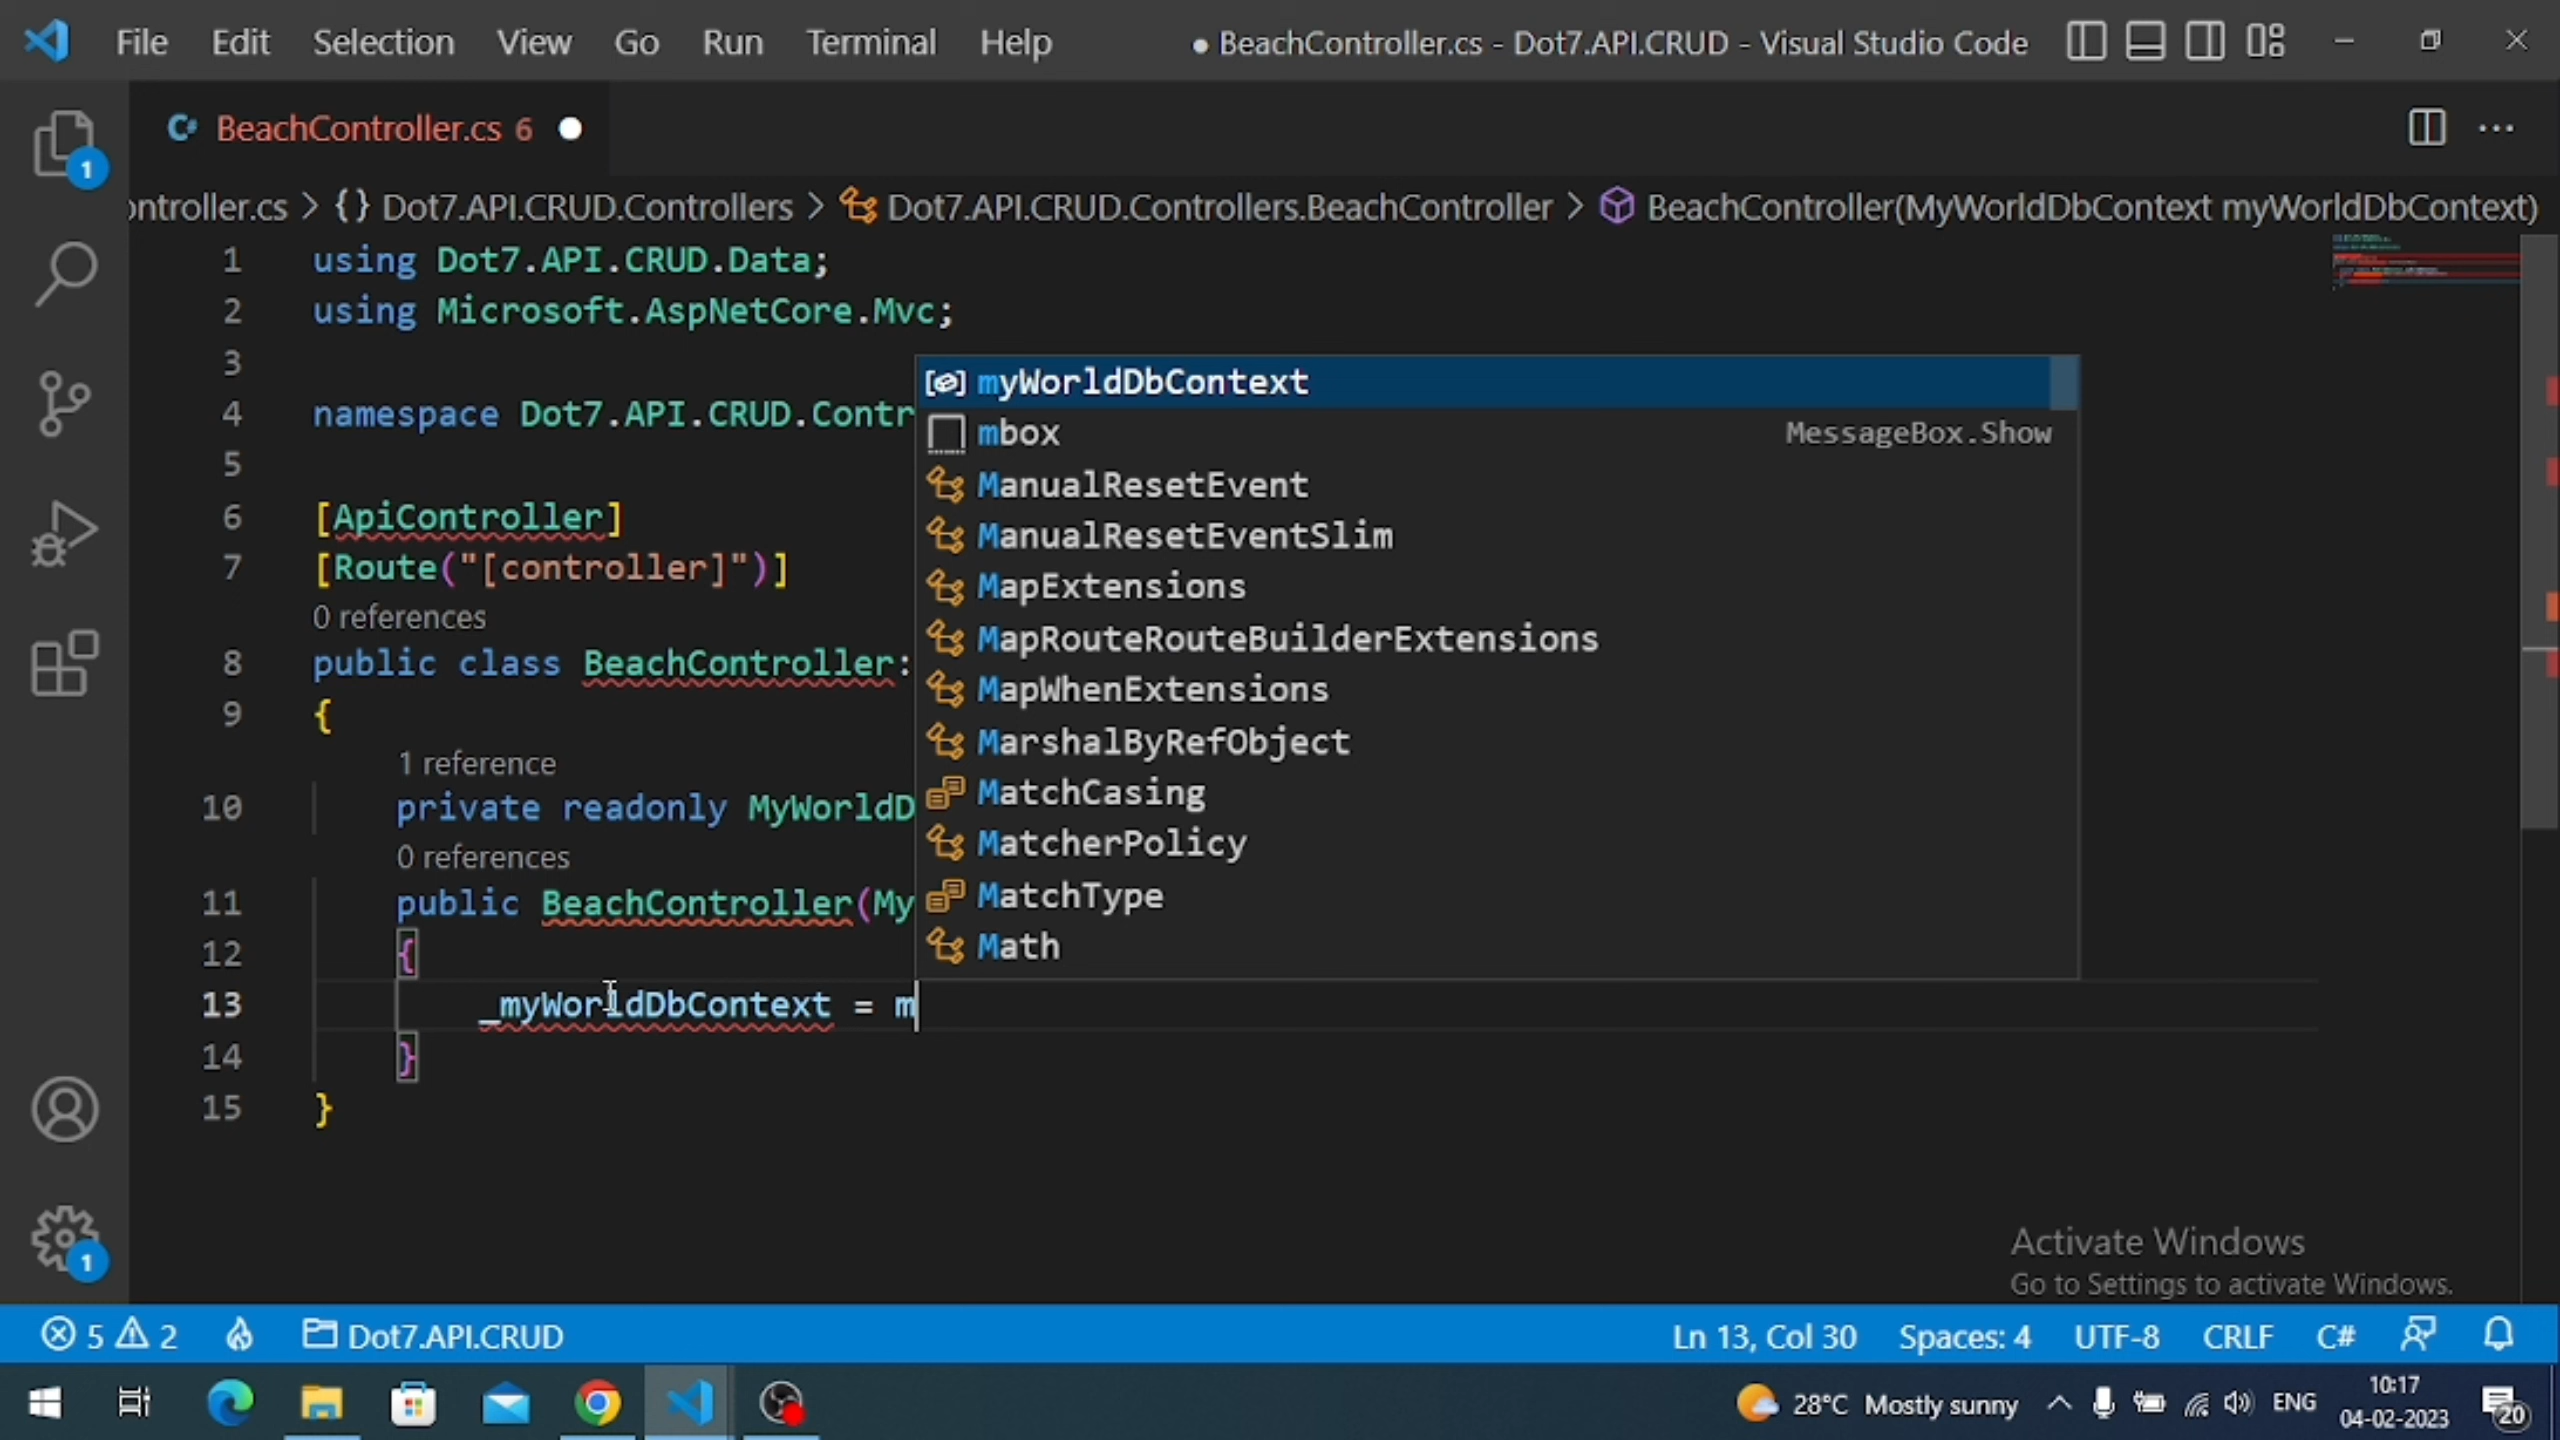 File Edit Selection View Go Run Terminal Help ● BeachController.cs - Dot7.API.CRUD - Visual Studio Code
BeachController.cs 6
ontroller.cs > {} Dot7.API.CRUD.Controllers > Dot7.API.CRUD.Controllers.BeachController > BeachController(MyWorldDbContext myWorldDbContext)
1 using Dot7.API.CRUD.Data;
2 using Microsoft.AspNetCore.Mvc;
3
4 namespace Dot7.API.CRUD.Contr
5
6 [ApiController]
7 [Route("[controller]")]
0 references
8 public class BeachController:
9 {
1 reference
10 private readonly MyWorldD
0 references
11 public BeachController(My
12 {
13 _myWorldDbContext = m
14 }
15 }
myWorldDbContext
mbox MessageBox.Show
ManualResetEvent
ManualResetEventSlim
MapExtensions
MapRouteRouteBuilderExtensions
MapWhenExtensions
MarshalByRefObject
MatchCasing
MatcherPolicy
MatchType
Math
1
1
Activate Windows
Go to Settings to activate Windows.
5 2 Dot7.API.CRUD Ln 13, Col 30 Spaces: 4 UTF-8 CRLF C#
28°C Mostly sunny ENG 10:17
04-02-2023 20